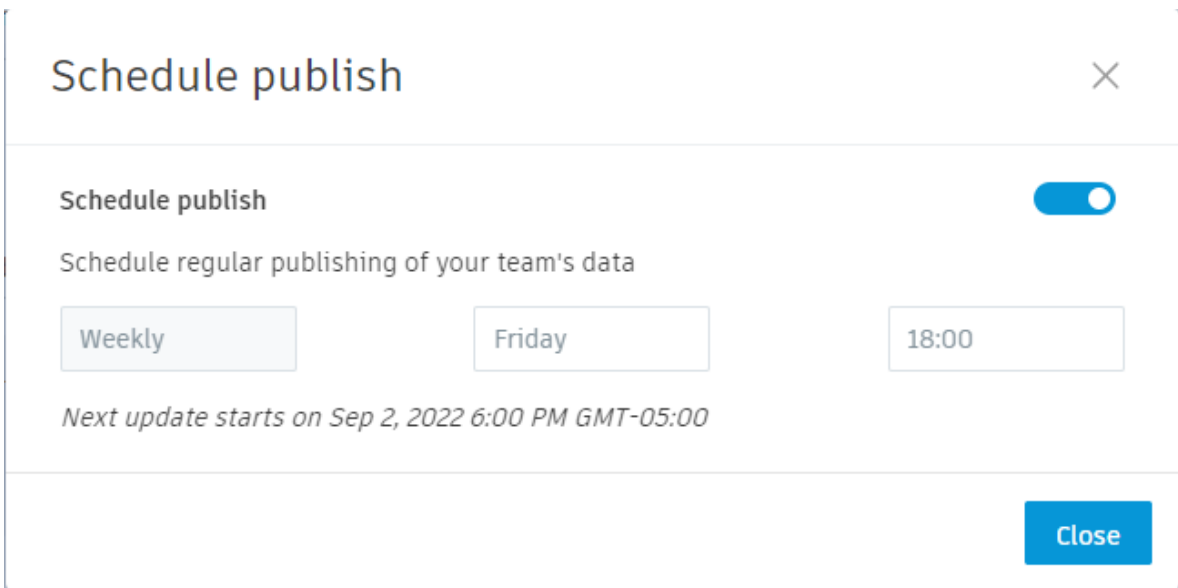 Schedule publish
Schedule publish
Schedule regular publishing of your team's data
Weekly Friday 18:00
Next update starts on Sep 2, 2022 6:00 PM GMT-05:00
Close